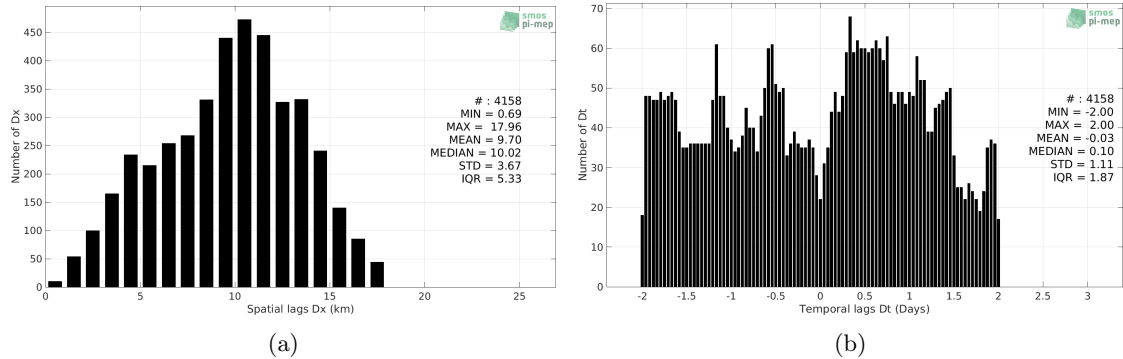 smos
pi-mep
450
400
350
300
250
200
150
100
50
0
Number of Dx
# : 4158
MIN = 0.69
MAX = 17.96
MEAN = 9.70
MEDIAN = 10.02
STD = 3.67
IQR = 5.33
0 5 10 15 20 25
Spatial lags Dx (km)
(a)
smos
pi-mep
70
60
50
40
30
20
10
0
Number of Dt
# : 4158
MIN = -2.00
MAX = 2.00
MEAN = -0.03
MEDIAN = 0.10
STD = 1.11
IQR = 1.87
-2 -1.5 -1 -0.5 0 0.5 1 1.5 2 2.5 3
Temporal lags Dt (Days)
(b)